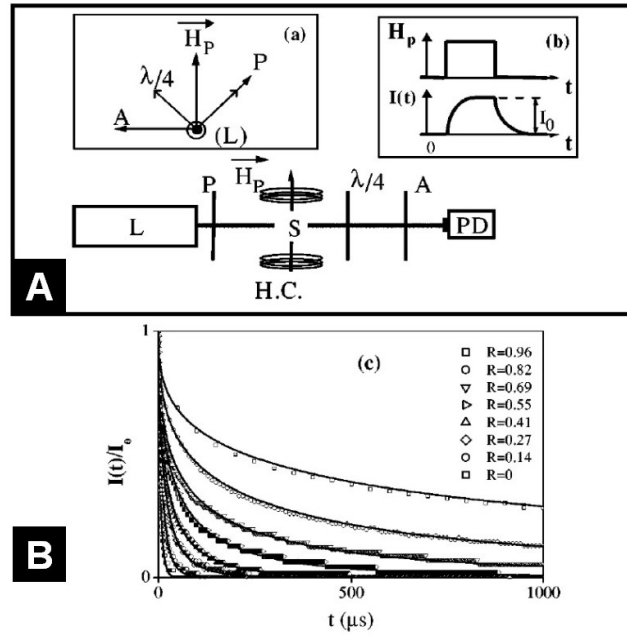 (a)
H_P
λ/4
P
A
(L)
(b)
H_p
t
I(t)
I_0
0
t
P
H_P
λ/4
A
L
S
PD
H.C.
A
1
(c)
R=0.96
R=0.82
R=0.69
R=0.55
R=0.41
R=0.27
R=0.14
R=0
I(t)/I_o
B
0
0
500
1000
t (μs)